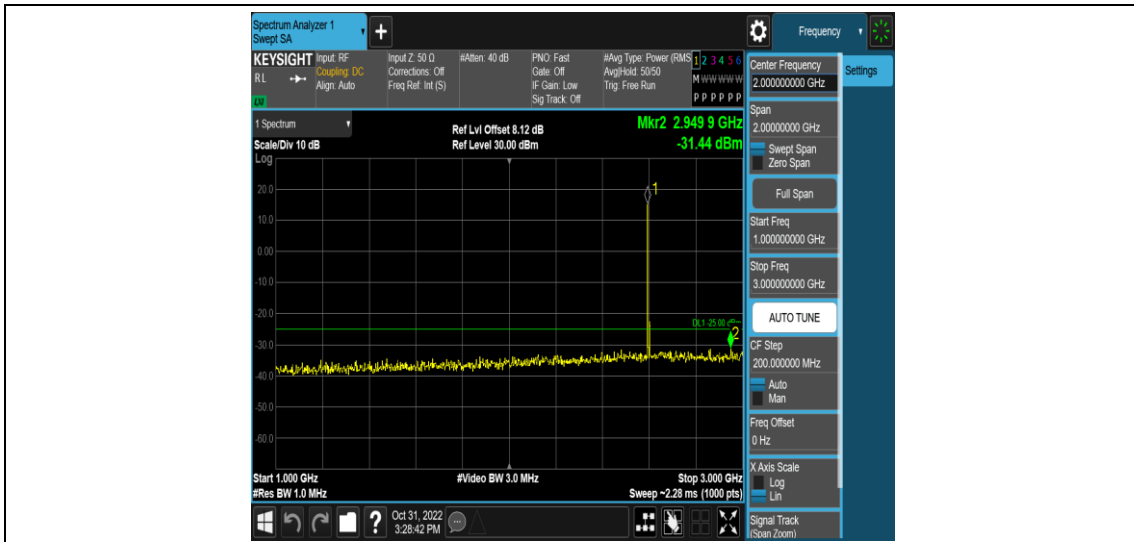 Spectrum Analyzer 1
Swept SA
+
Frequency
KEYSIGHT
RL
LXI
Input: RF
Coupling: DC
Align: Auto
Input Z: 50 Ω
Corrections: Off
Freq Ref: Int (S)
#Atten: 40 dB
PNO: Fast
Gate: Off
IF Gain: Low
Sig Track: Off
#Avg Type: Power (RMS
Avg|Hold: 50/50
Trig: Free Run
1 2 3 4 5 6
M W W W W W
P P P P P P
1 Spectrum
Scale/Div 10 dB
Log
Ref Lvl Offset 8.12 dB
Ref Level 30.00 dBm
Mkr2 2.949 9 GHz
-31.44 dBm
20.0
10.0
0.00
-10.0
-20.0
-30.0
-40.0
-50.0
-60.0
1
DL1 -25.00 dBm
2
Start 1.000 GHz
#Res BW 1.0 MHz
#Video BW 3.0 MHz
Stop 3.000 GHz
Sweep ~2.28 ms (1000 pts)
?
Oct 31, 2022
3:28:42 PM
Center Frequency
2.000000000 GHz
Settings
Span
2.00000000 GHz
Swept Span
Zero Span
Full Span
Start Freq
1.000000000 GHz
Stop Freq
3.000000000 GHz
AUTO TUNE
CF Step
200.000000 MHz
Auto
Man
Freq Offset
0 Hz
X Axis Scale
Log
Lin
Signal Track
(Span Zoom)